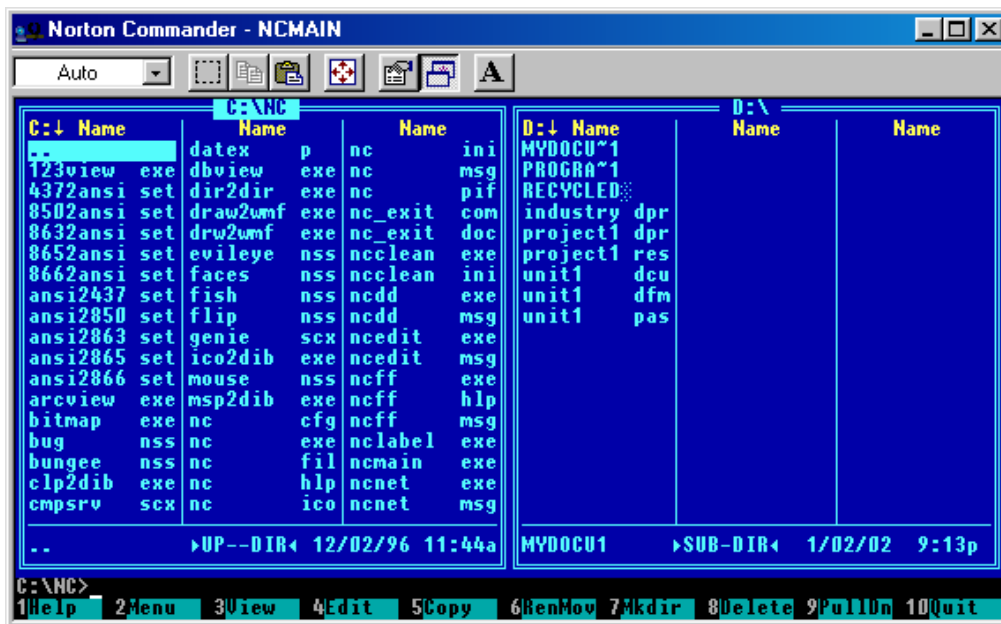 Norton Commander - NCMAIN
Auto
A
C:\NC D:\
C:↓ Name Name Name D:↓ Name Name Name
.. datex p nc ini MYDOCU~1
123view exe dbview exe nc msg PROGRA~1
4372ansi set dir2dir exe nc pif RECYCLED░
8502ansi set draw2wmf exe nc_exit com industry dpr
8632ansi set drw2wmf exe nc_exit doc project1 dpr
8652ansi set evileye nss ncclean exe project1 res
8662ansi set faces nss ncclean ini unit1 dcu
ansi2437 set fish nss ncdd exe unit1 dfm
ansi2850 set flip nss ncdd msg unit1 pas
ansi2863 set genie scx ncedit exe
ansi2865 set ico2dib exe ncedit msg
ansi2866 set mouse nss ncff exe
arcview exe msp2dib exe ncff hlp
bitmap exe nc cfg ncff msg
bug nss nc exe nclabel exe
bungee nss nc fil ncmain exe
clp2dib exe nc hlp ncnet exe
cmpsrv scx nc ico ncnet msg
.. ►UP--DIR◄ 12/02/96 11:44a MYDOCU1 ►SUB-DIR◄ 1/02/02 9:13p
C:\NC>_
1Help 2Menu 3View 4Edit 5Copy 6RenMov 7Mkdir 8Delete 9PullDn 10Quit